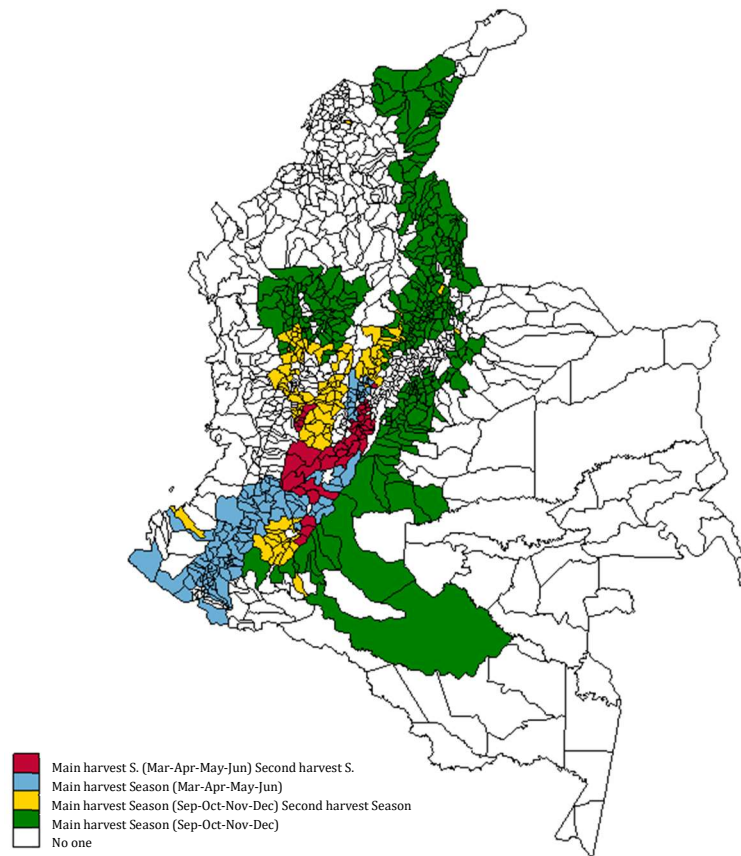 Main harvest S. (Mar-Apr-May-Jun) Second harvest S.
Main harvest Season (Mar-Apr-May-Jun)
Main harvest Season (Sep-Oct-Nov-Dec) Second harvest Season
Main harvest Season (Sep-Oct-Nov-Dec)
No one